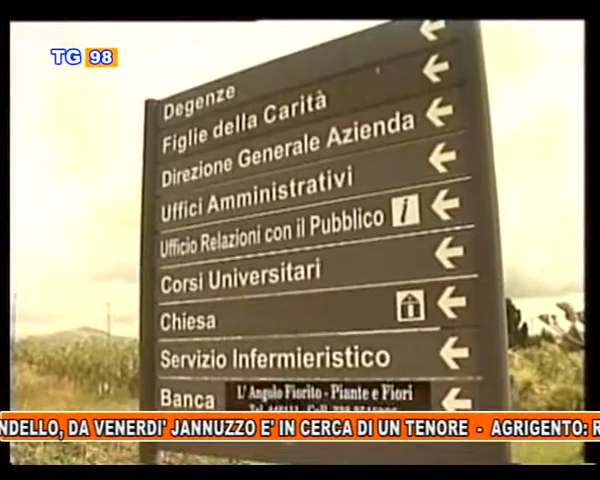 TG 98
Degenze
Figlie della Carità
Direzione Generale Azienda
Uffici Amministrativi
Ufficio Relazioni con il Pubblico i
Corsi Universitari
Chiesa
Servizio Infermieristico
Banca
L'Angolo Fiorito - Piante e Fiori
NDELLO, DA VENERDI' JANNUZZO E' IN CERCA DI UN TENORE - AGRIGENTO: R